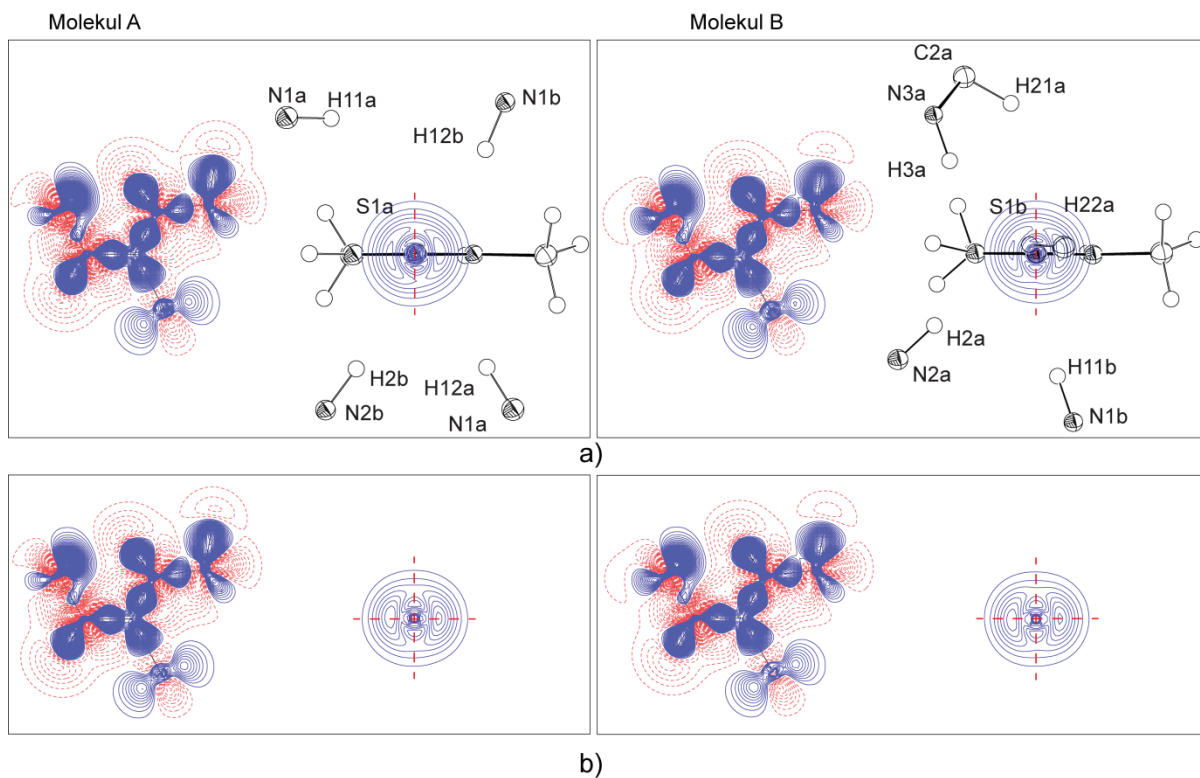 Molekul A
Molekul B
N1a
H11a
N1b
H12b
S1a
H2b
N2b
H12a
N1a
C2a
N3a
H21a
H3a
S1b
H22a
H2a
N2a
H11b
N1b
a)
b)